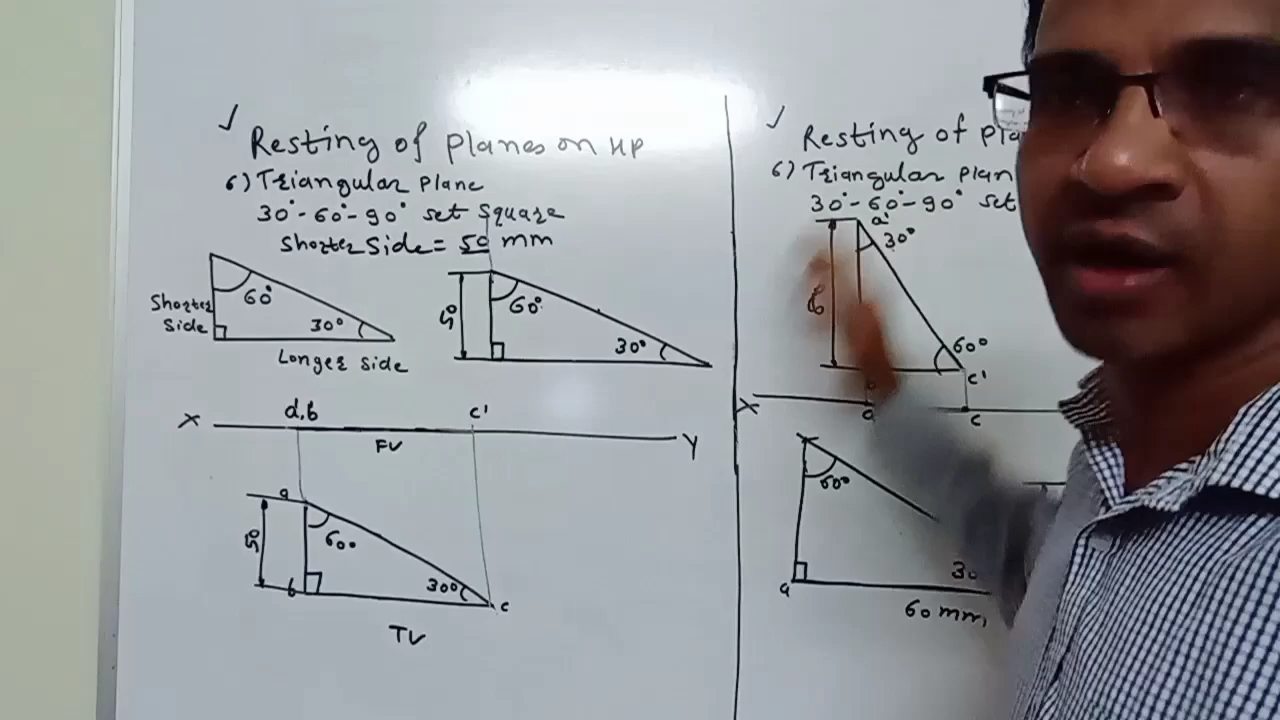 Resting of planes on HP
6) Triangular plane
30°-60°-90° set square
shorter side = 50 mm
60°
Shorter
side
30°
Longer side
50
60°
30°
X
a',b'
c'
FV
Y
a
50
60°
b
30°
c
TV
Resting of pla
6) Triangular plan
30°-60°-90° set
a'
30°
60°
c'
X
c
60°
a
30
60 mm,